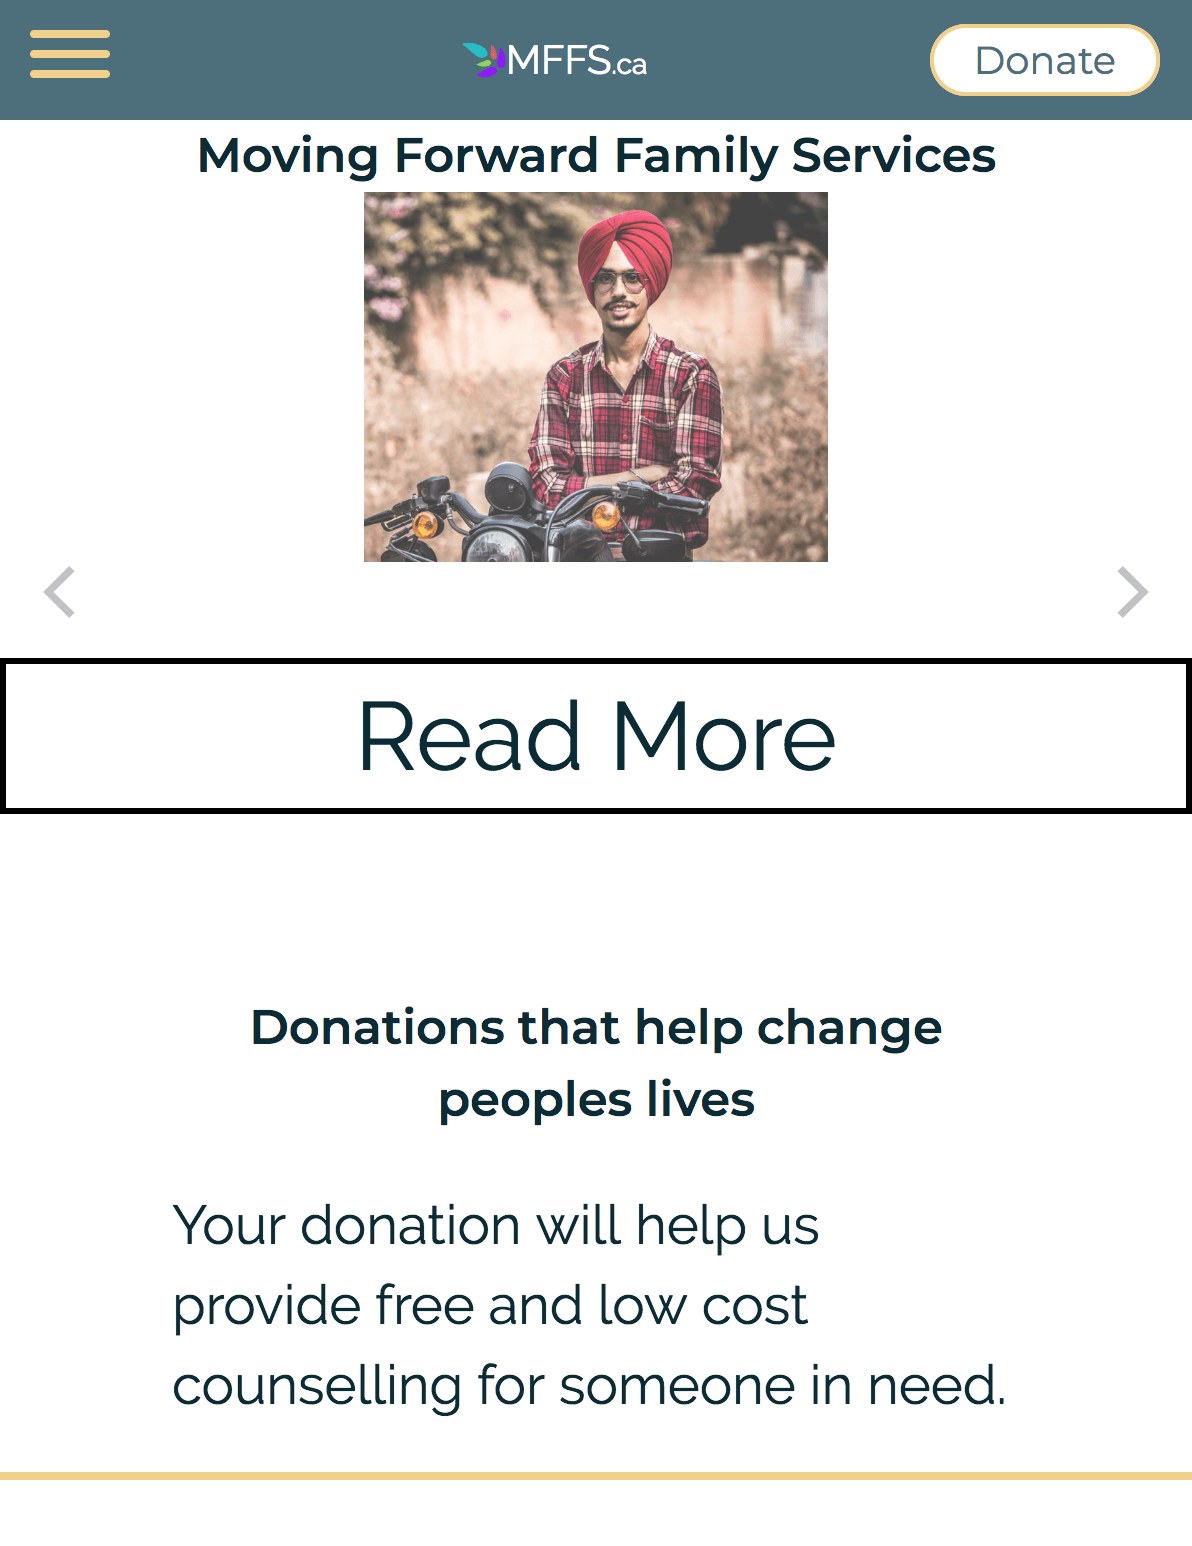 MFFS.ca
Donate
Moving Forward Family Services
Read More
Donations that help change
peoples lives
Your donation will help us
provide free and low cost
counselling for someone in need.